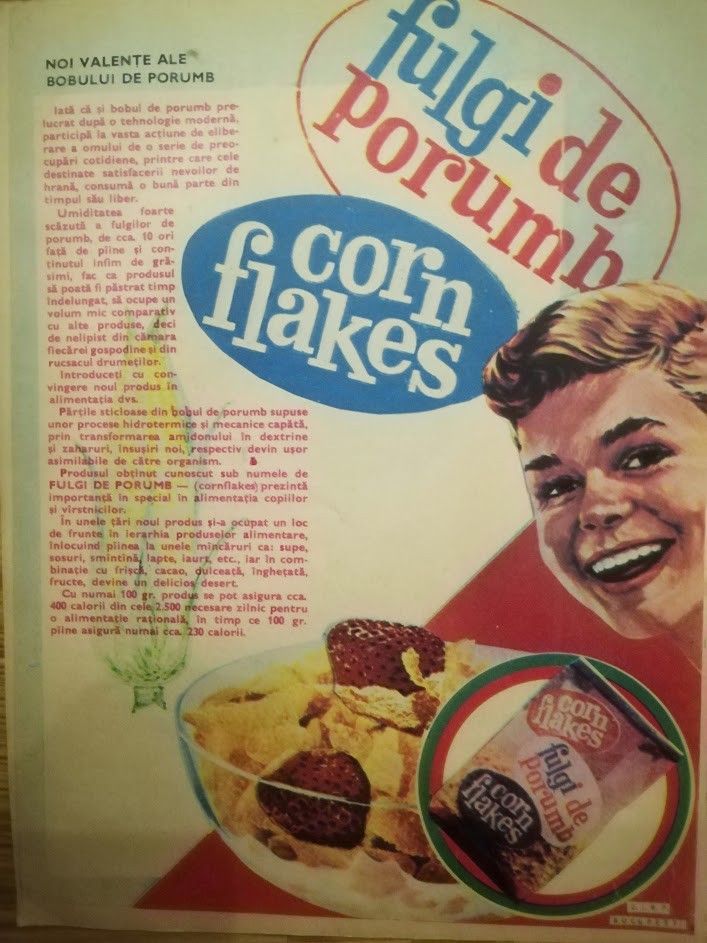 NOI VALENȚE ALE
BOBULUI DE PORUMB
fulgi de
porumb
corn
flakes
Iată că și bobul de porumb pre-
lucrat după o tehnologie modernă,
participă la vasta acțiune de elibe-
rare a omului de o serie de preo-
cupări cotidiene, printre care cele
destinate satisfacerii nevoilor de
hrană, consumă o bună parte din
timpul său liber.
Umiditatea foarte
scăzută a fulgilor de
porumb, de cca. 10 ori
față de pîine și con-
ținutul infim de gră-
simi, fac ca produsul
să poată fi păstrat timp
îndelungat, să ocupe un
volum mic comparativ
cu alte produse, deci
de nelipsit din cămara
fiecărei gospodine și din
rucsacul drumeților.
Introduceți cu con-
vingere noul produs în
alimentația dvs.
Părțile sticloase din bobul de porumb supuse
unor procese hidrotermice și mecanice capătă,
prin transformarea amidonului în dextrine
și zaharuri, însușiri noi, respectiv devin ușor
asimilabile de către organism.
Produsul obținut cunoscut sub numele de
FULGI DE PORUMB — (cornflakes) prezintă
importanță în special în alimentația copiilor
și vîrstnicilor.
În unele țări noul produs și-a ocupat un loc
de frunte în ierarhia produselor alimentare,
înlocuind pîinea la unele mîncăruri ca: supe,
sosuri, smîntînă, lapte, iaurt, etc., iar în com-
binație cu frișcă, cacao, dulceață, înghețată,
fructe, devine un delicios desert.
Cu numai 100 gr. produs se pot asigura cca.
400 calorii din cele 2.500 necesare zilnic pentru
o alimentație rațională, în timp ce 100 gr.
pîine asigură numai cca. 230 calorii.
corn
flakes
fulgi de
porumb
corn
flakes
BUCUREȘTI